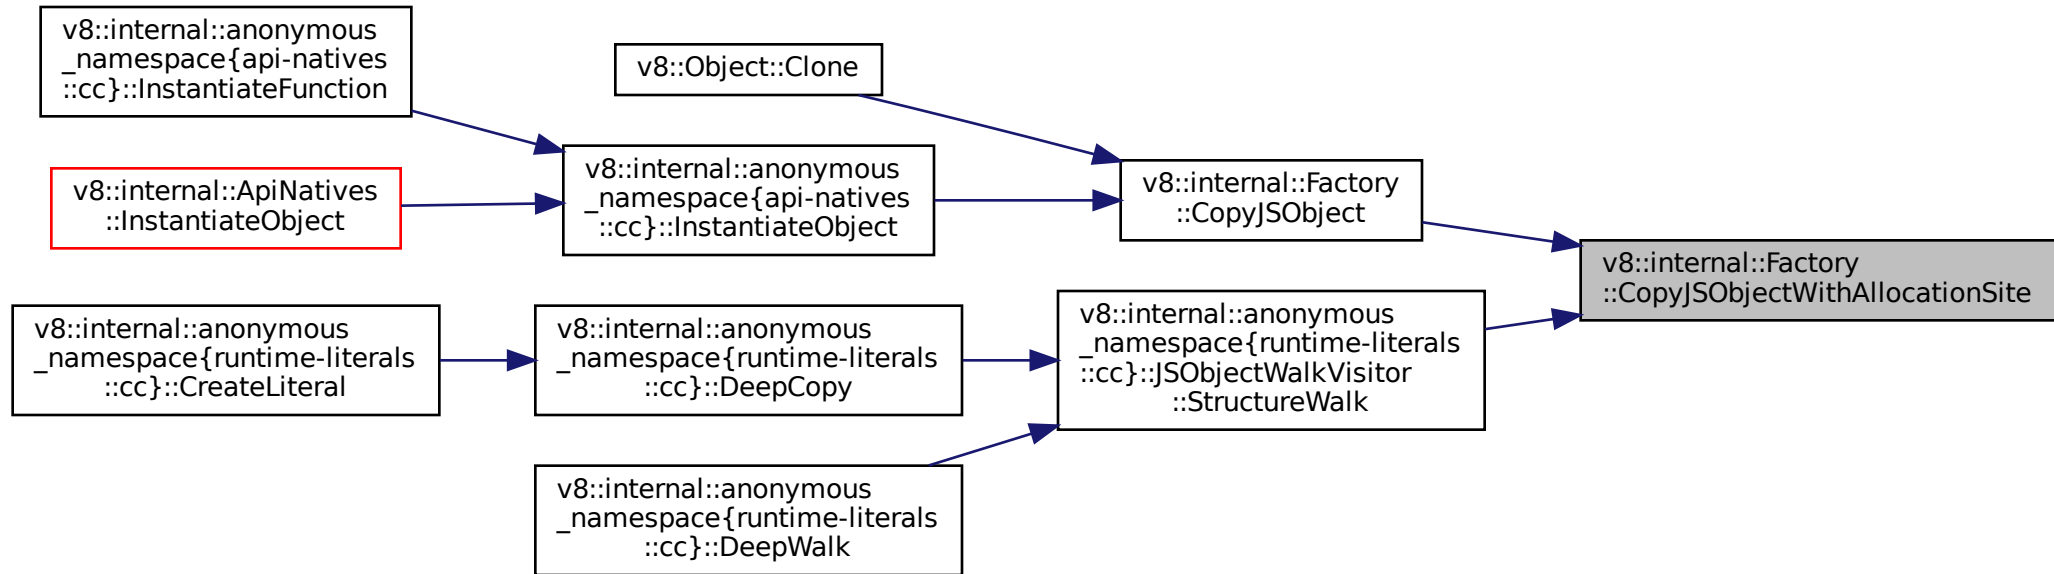 v8::internal::anonymous
_namespace{api-natives
::cc}::InstantiateFunction
v8::internal::ApiNatives
::InstantiateObject
v8::internal::anonymous
_namespace{runtime-literals
::cc}::CreateLiteral
v8::Object::Clone
v8::internal::anonymous
_namespace{api-natives
::cc}::InstantiateObject
v8::internal::anonymous
_namespace{runtime-literals
::cc}::DeepCopy
v8::internal::anonymous
_namespace{runtime-literals
::cc}::DeepWalk
v8::internal::Factory
::CopyJSObject
v8::internal::anonymous
_namespace{runtime-literals
::cc}::JSObjectWalkVisitor
::StructureWalk
v8::internal::Factory
::CopyJSObjectWithAllocationSite